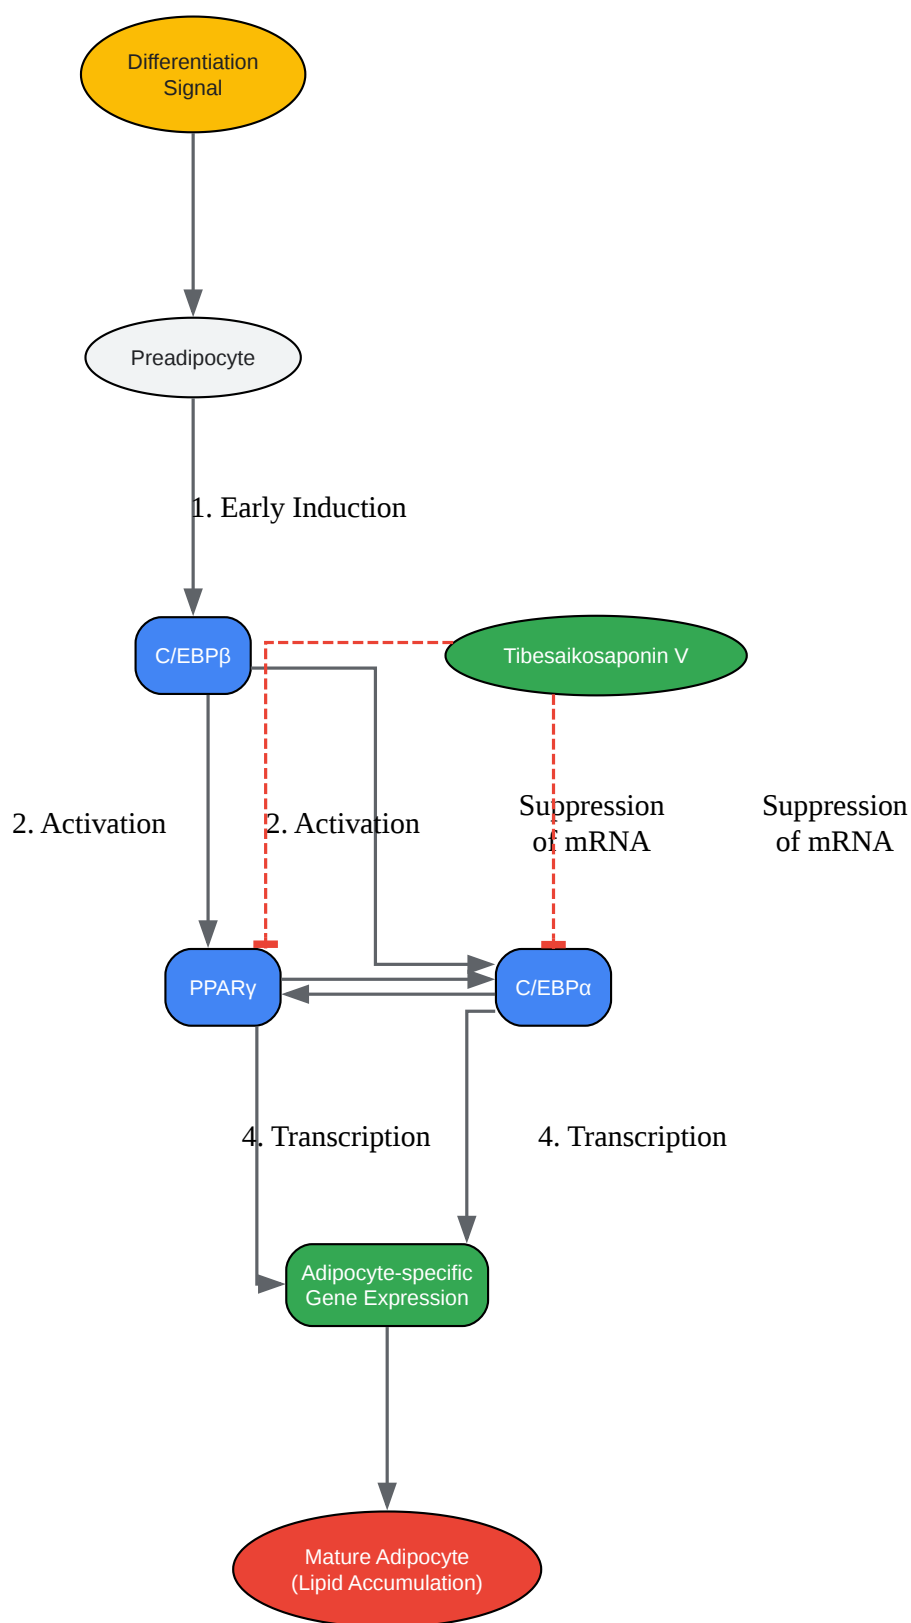 Differentiation
Signal
Preadipocyte
1. Early Induction
C/EBPβ
Tibesaikosaponin V
2. Activation
2. Activation
Suppression
of mRNA
Suppression
of mRNA
PPARγ
C/EBPα
4. Transcription
4. Transcription
Adipocyte-specific
Gene Expression
Mature Adipocyte
(Lipid Accumulation)